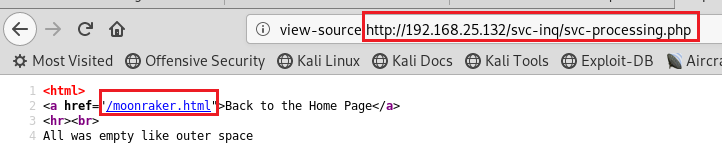 view-source:http://192.168.25.132/svc-inq/svc-processing.php
Most Visited Offensive Security Kali Linux Kali Docs Kali Tools Exploit-DB Aircra
1 <html>
2 <a href="/moonraker.html">Back to the Home Page</a>
3 <hr><br>
4 All was empty like outer space